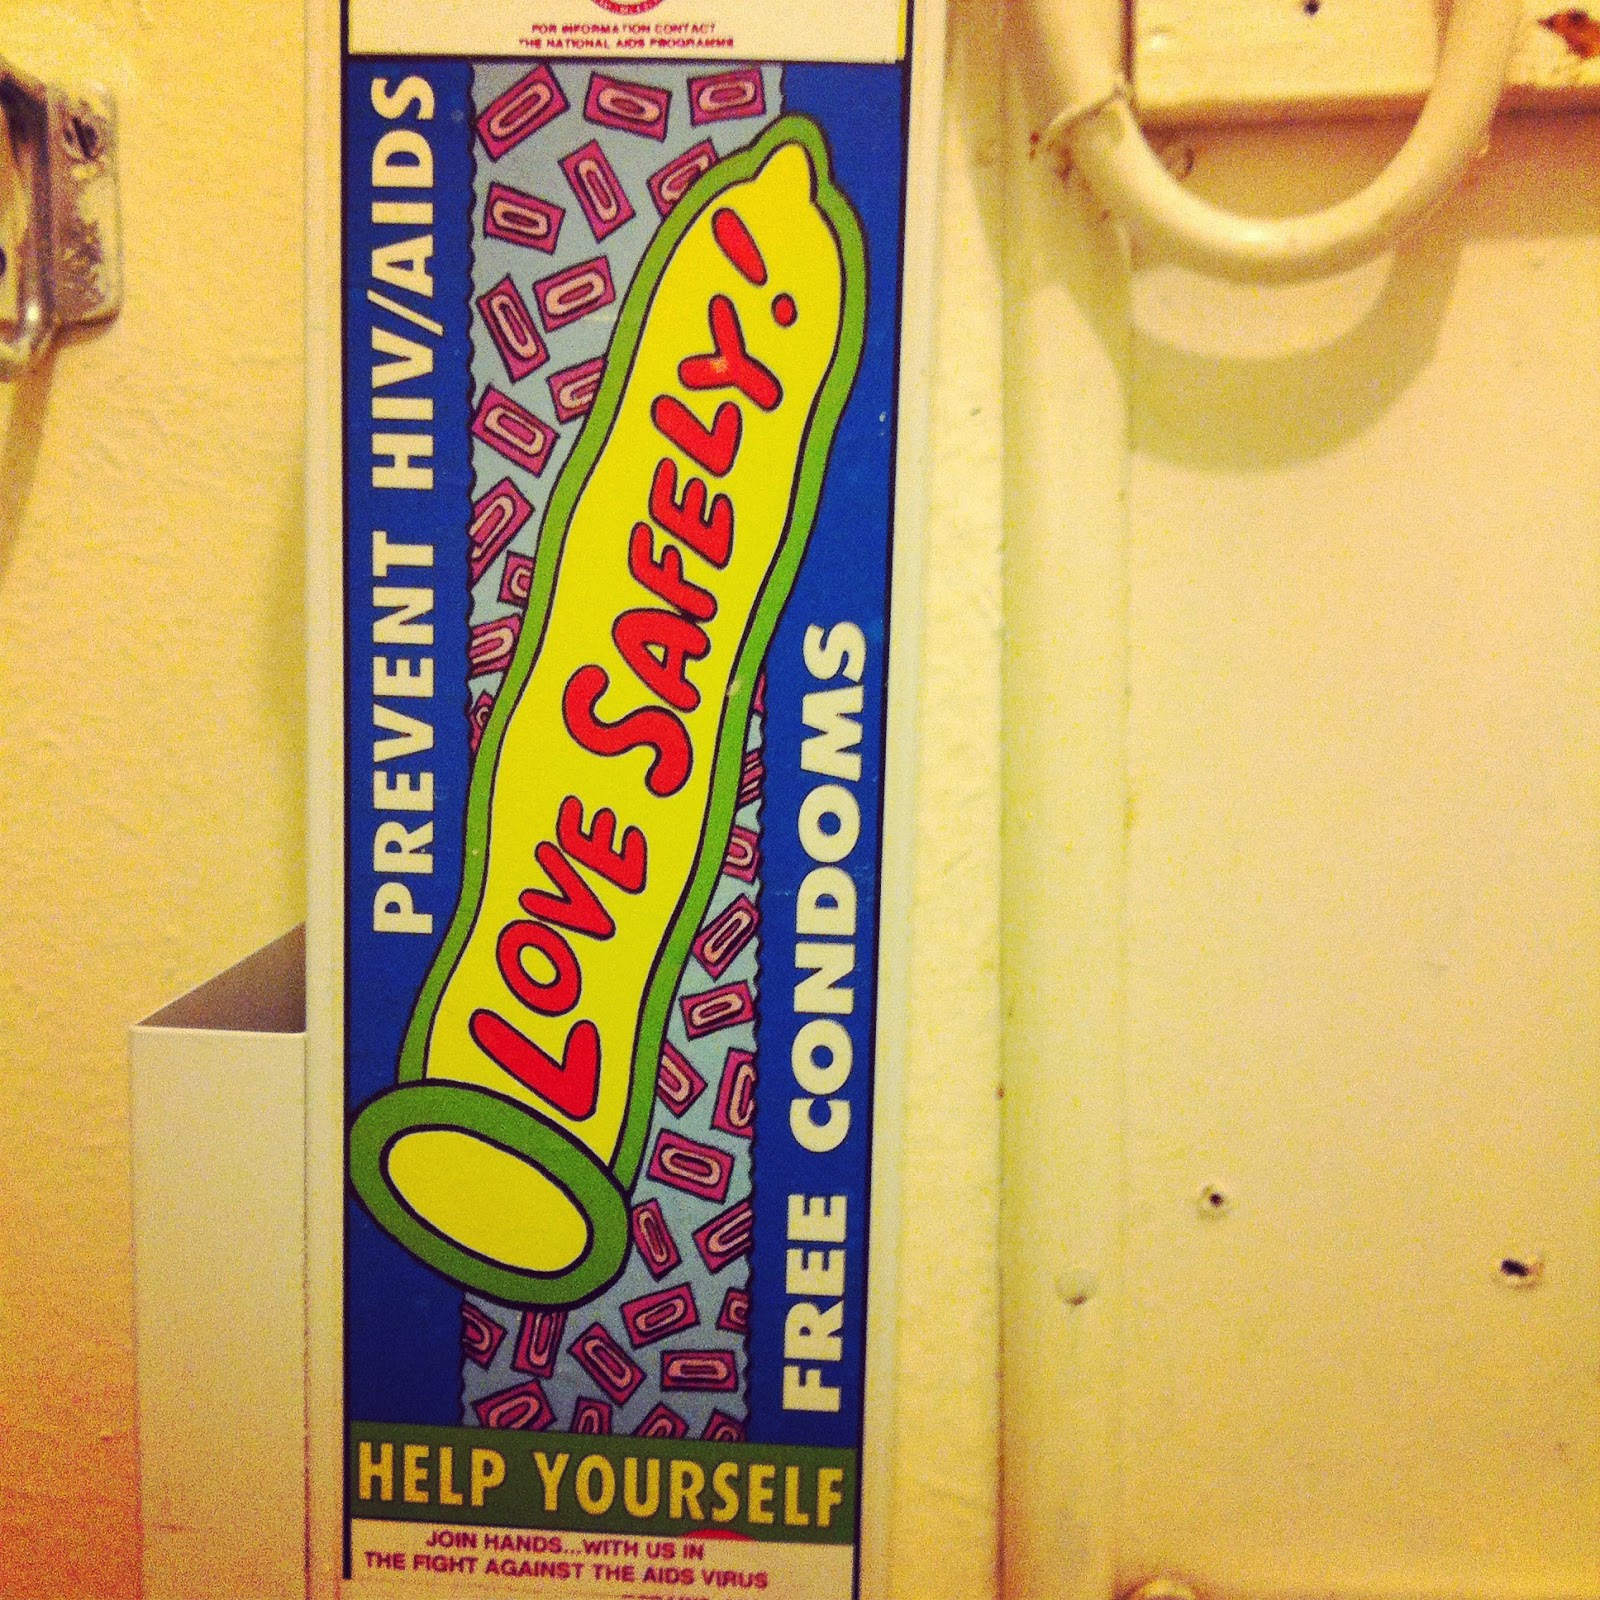 FOR INFORMATION CONTACT
THE NATIONAL AIDS PROGRAMME
PREVENT HIV/AIDS
LOVE SAFELY!
FREE CONDOMS
HELP YOURSELF
JOIN HANDS...WITH US IN
THE FIGHT AGAINST THE AIDS VIRUS